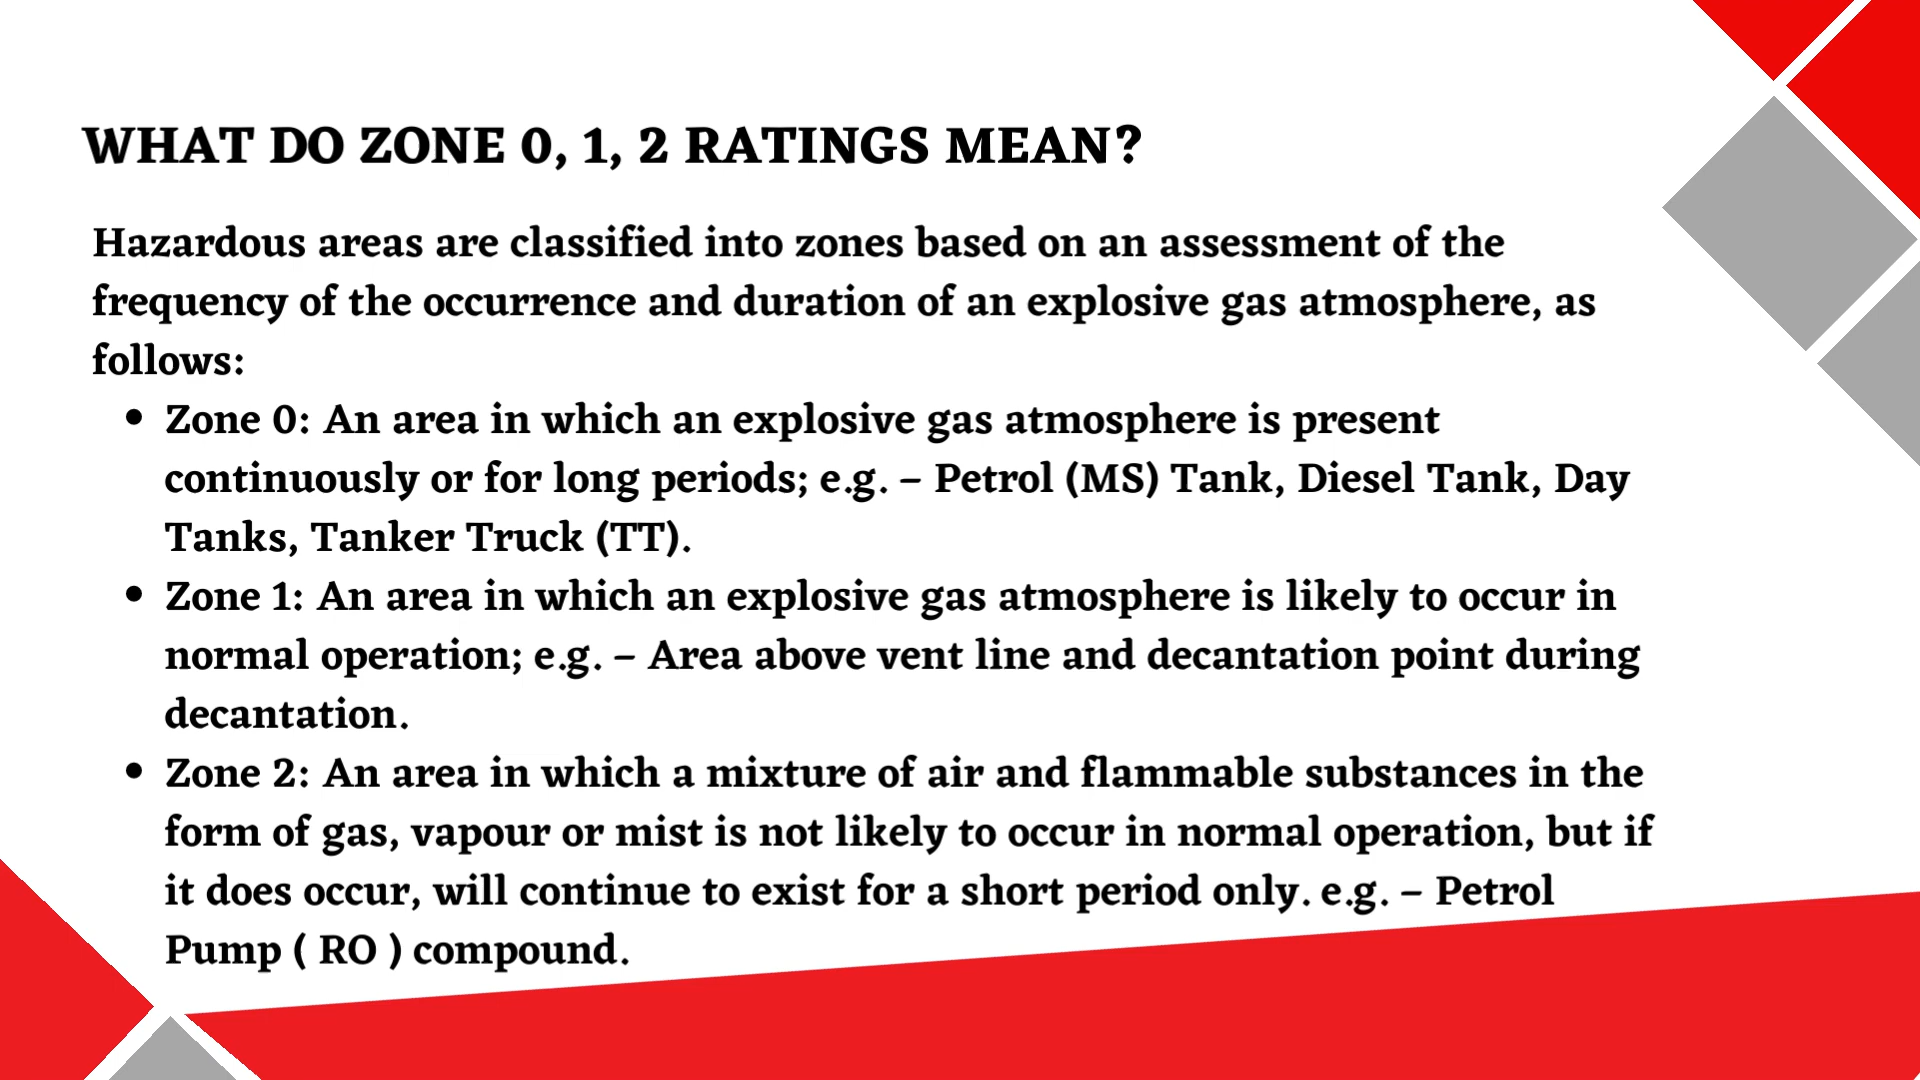 WHAT DO ZONE 0, 1, 2 RATINGS MEAN?
Hazardous areas are classified into zones based on an assessment of the
frequency of the occurrence and duration of an explosive gas atmosphere, as
follows:
• Zone 0: An area in which an explosive gas atmosphere is present
continuously or for long periods; e.g. – Petrol (MS) Tank, Diesel Tank, Day
Tanks, Tanker Truck (TT).
• Zone 1: An area in which an explosive gas atmosphere is likely to occur in
normal operation; e.g. – Area above vent line and decantation point during
decantation.
• Zone 2: An area in which a mixture of air and flammable substances in the
form of gas, vapour or mist is not likely to occur in normal operation, but if
it does occur, will continue to exist for a short period only. e.g. – Petrol
Pump ( RO ) compound.